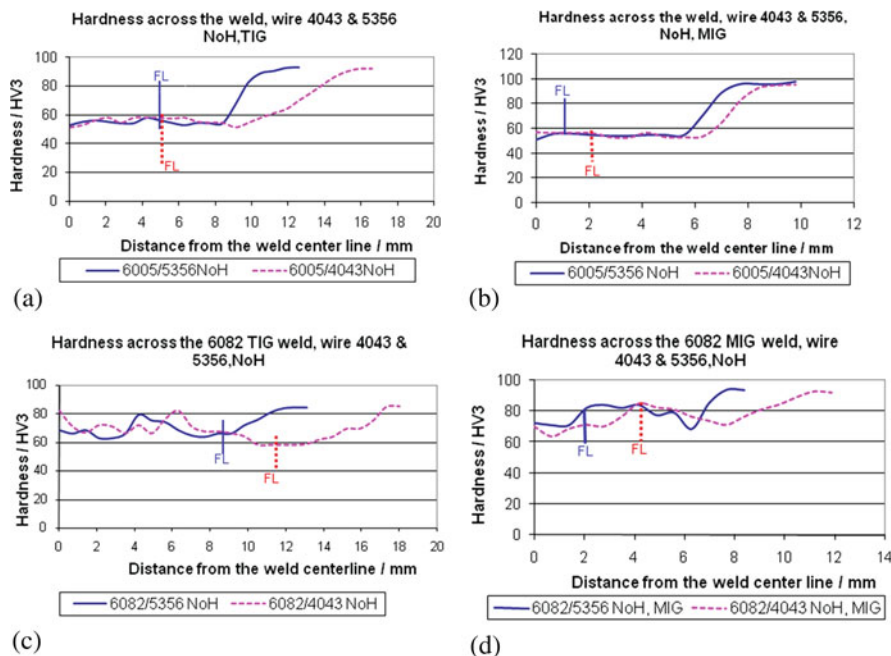 Hardness across the weld, wire 4043 & 5356
NoH,TIG
Hardness / HV3
100
80
60
40
20
0
FL
FL
0 2 4 6 8 10 12 14 16 18 20
Distance from the weld center line / mm
6005/5356NoH 6005/4043NoH
(a)
Hardness across the weld, wire 4043 & 5356,
NoH, MIG
Hardness / HV3
120
100
80
60
40
20
0
FL
FL
0 2 4 6 8 10 12
Distance from the weld center line / mm
6005/5356 NoH 6005/4043NoH
(b)
Hardness across the 6082 TIG weld, wire 4043 &
5356,NoH
Hardness / HV3
100
80
60
40
20
0
FL
FL
0 2 4 6 8 10 12 14 16 18 20
Distance from the weld centerline / mm
6082/5356 NoH 6082/4043 NoH
(c)
Hardness across the 6082 MIG weld, wire
4043 & 5356,NoH
Hardness / HV3
100
80
60
40
20
0
FL
FL
0 2 4 6 8 10 12 14
Distance from the weld center line / mm
6082/5356 NoH, MIG 6082/4043 NoH, MIG
(d)